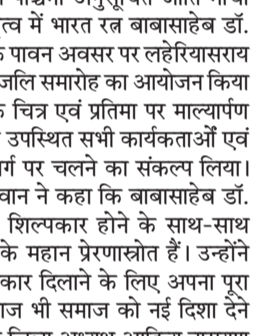 त्व में भारत रत्न बाबासाहेब डॉ.
पावन अवसर पर लहेरियासराय
जलि समारोह का आयोजन किया
चित्र एवं प्रतिमा पर माल्यार्पण
उपस्थित सभी कार्यकताओं एवं
र्ग पर चलने का संकल्प लिया।
वान ने कहा कि बाबासाहेब डॉ.
शिल्पकार होने के साथ-साथ
के महान प्रेरणास्त्रोत हैं। उन्होंने
कार दिलाने के लिए अपना पूरा
ज भी समाज को नई दिशा देने